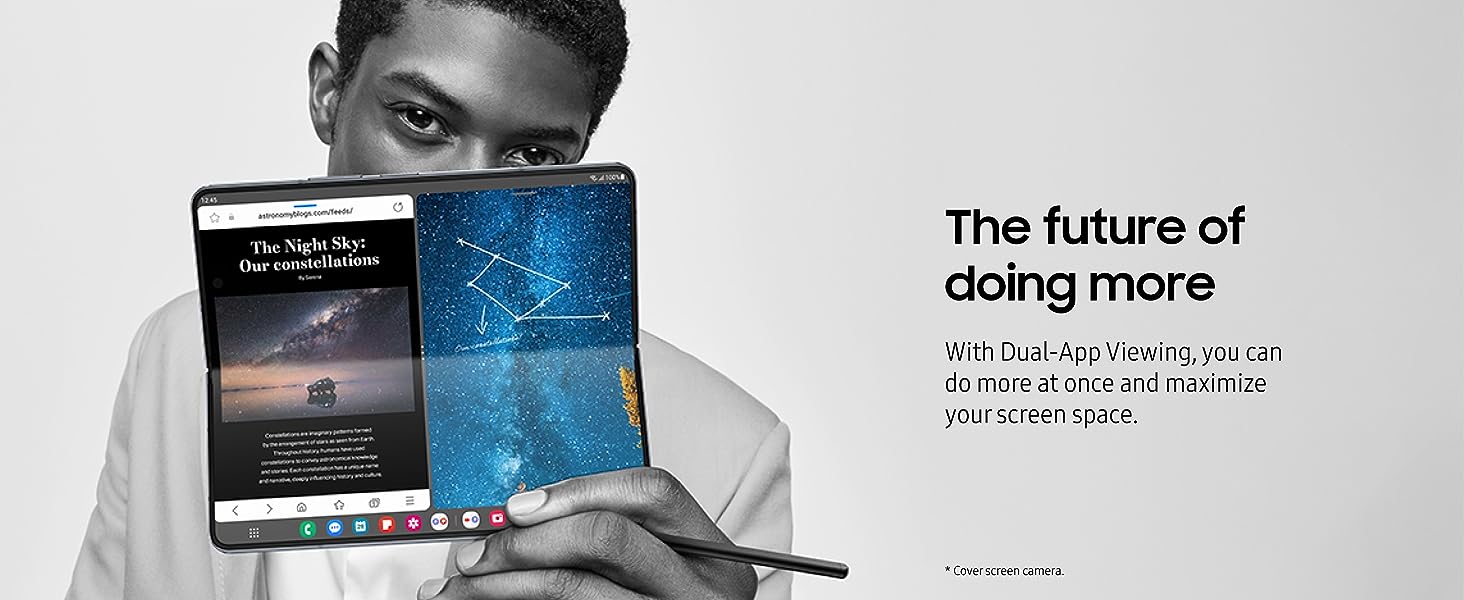 12:45
100%
astronomyblogs.com/feeds/
The Night Sky:
Our constellations
By Serena
Constellations are imaginary patterns formed
by the arrangement of stars as seen from Earth.
Throughout history, humans have used
constellations to convey astronomical knowledge
and stories. Each constellation has a unique name
and narrative, deeply influencing history and culture.
constellations
The future of
doing more
With Dual-App Viewing, you can
do more at once and maximize
your screen space.
* Cover screen camera.